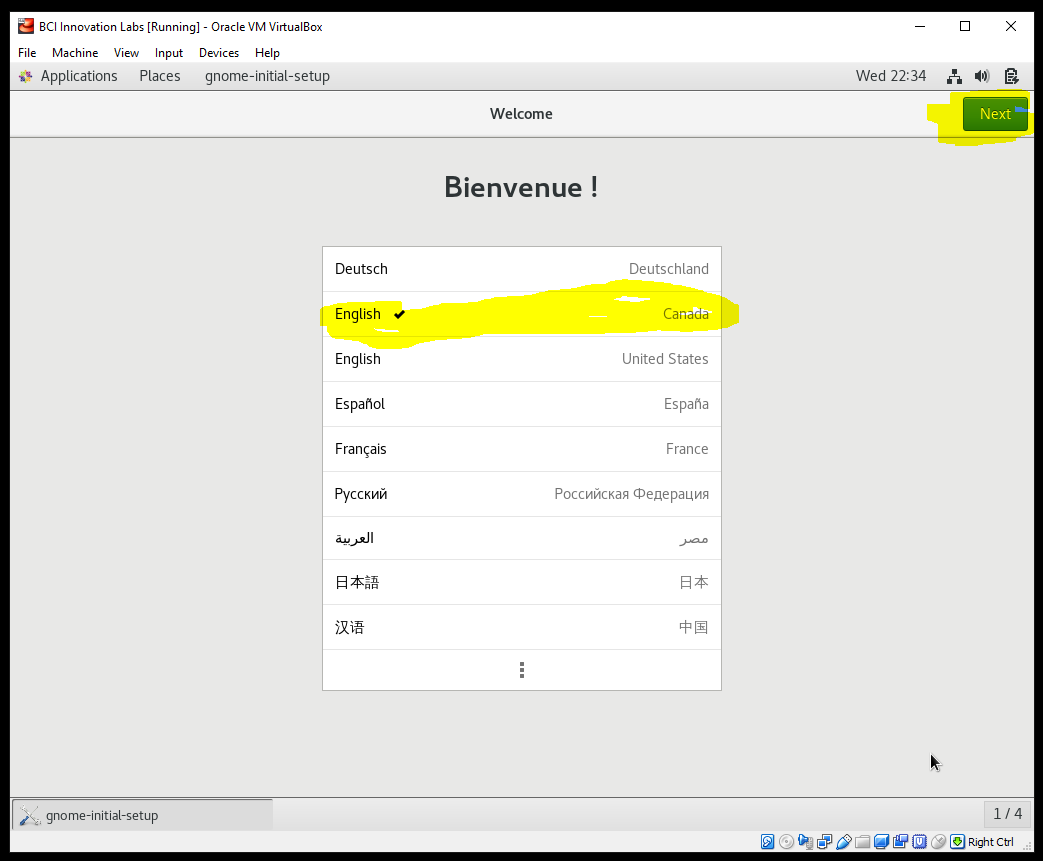 BCI Innovation Labs [Running] - Oracle VM VirtualBox
File Machine View Input Devices Help
Applications Places gnome-initial-setup Wed 22:34
Welcome Next
Bienvenue !
Deutsch Deutschland
English ✔ Canada
English United States
Español España
Français France
Русский Российская Федерация
العربية مصر
日本語 日本
汉语 中国
gnome-initial-setup 1 / 4
Right Ctrl